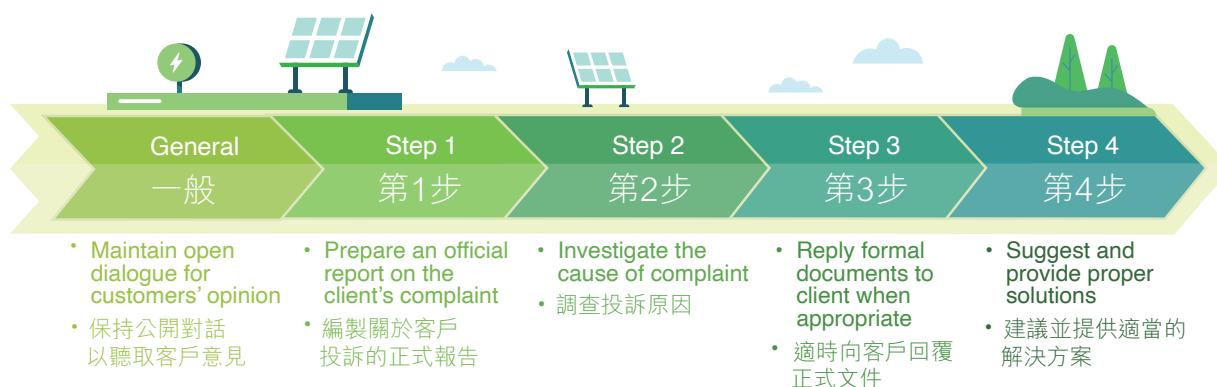 General
一般
Step 1
第1步
Step 2
第2步
Step 3
第3步
Step 4
第4步
• Maintain open
dialogue for
customers' opinion
• 保持公開對話
以聽取客戶意見
• Prepare an official
report on the
client's complaint
• 編製關於客戶
投訴的正式報告
• Investigate the
cause of complaint
• 調查投訴原因
• Reply formal
documents to
client when
appropriate
• 適時向客戶回覆
正式文件
• Suggest and
provide proper
solutions
• 建議並提供適當的
解決方案